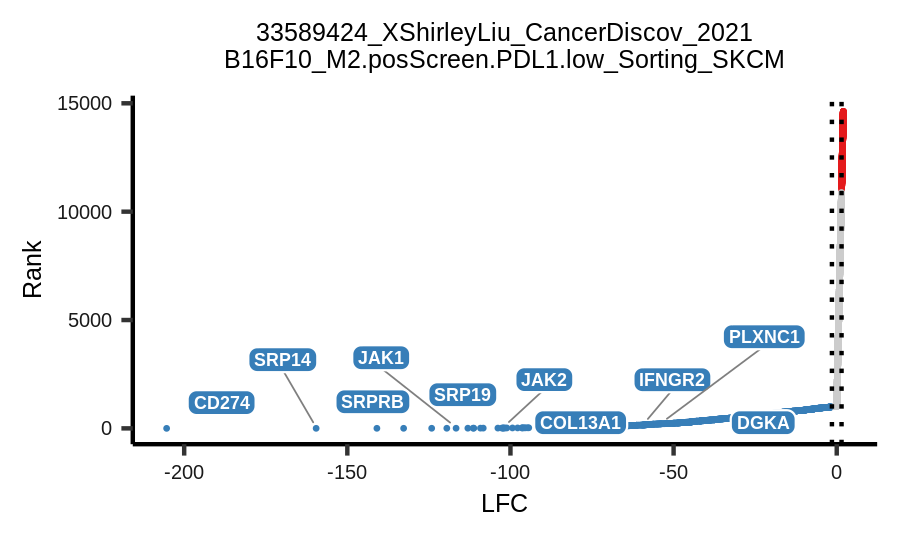 33589424_XShirleyLiu_CancerDiscov_2021
B16F10_M2.posScreen.PDL1.low_Sorting_SKCM
15000
10000
5000
0
Rank
PLXNC1
SRP14
JAK1
JAK2
IFNGR2
CD274
SRPRB
SRP19
COL13A1
DGKA
-200
-150
-100
-50
0
LFC